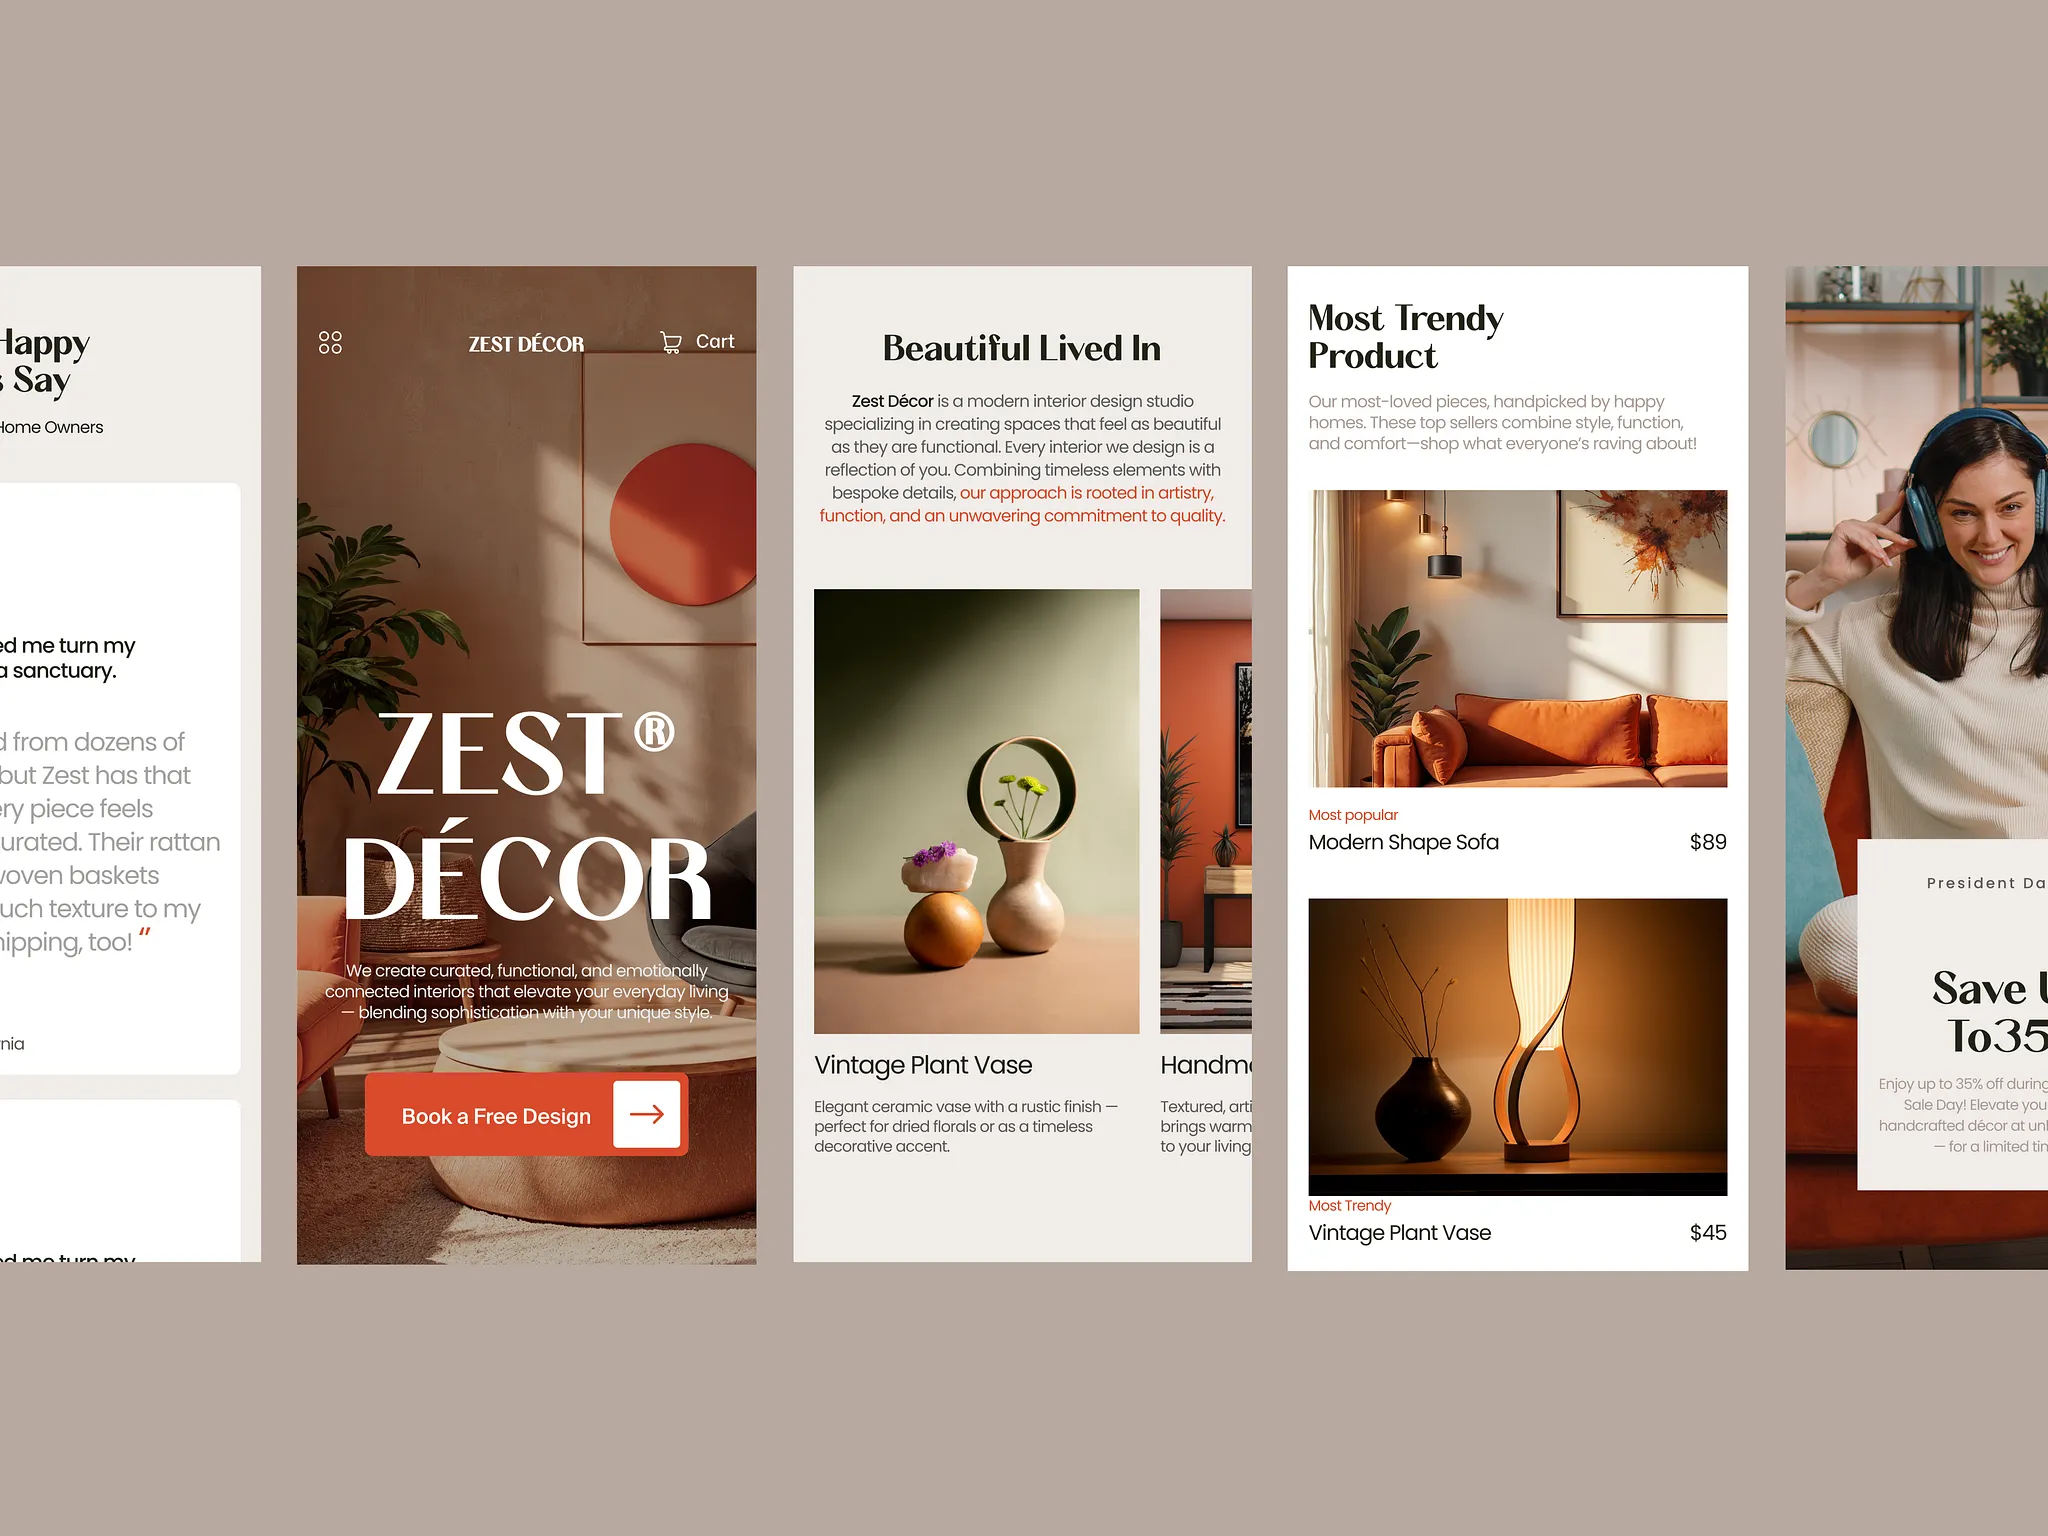 Happy
s Say
Home Owners
ed me turn my
a sanctuary.
d from dozens of
but Zest has that
ery piece feels
urated. Their rattan
woven baskets
uch texture to my
hipping, too! ”
nia
ed me turn my
ZEST DÉCOR
Cart
ZEST®
DÉCOR
We create curated, functional, and emotionally
connected interiors that elevate your everyday living
— blending sophistication with your unique style.
Book a Free Design
Beautiful Lived In
Zest Décor is a modern interior design studio
specializing in creating spaces that feel as beautiful
as they are functional. Every interior we design is a
reflection of you. Combining timeless elements with
bespoke details, our approach is rooted in artistry,
function, and an unwavering commitment to quality.
Vintage Plant Vase
Elegant ceramic vase with a rustic finish —
perfect for dried florals or as a timeless
decorative accent.
Handm
Textured, arti
brings warm
to your living
Most Trendy
Product
Our most-loved pieces, handpicked by happy
homes. These top sellers combine style, function,
and comfort—shop what everyone’s raving about!
Most popular
Modern Shape Sofa
$89
Most Trendy
Vintage Plant Vase
$45
President Da
Save U
To35
Enjoy up to 35% off during
Sale Day! Elevate you
handcrafted décor at unb
— for a limited tim